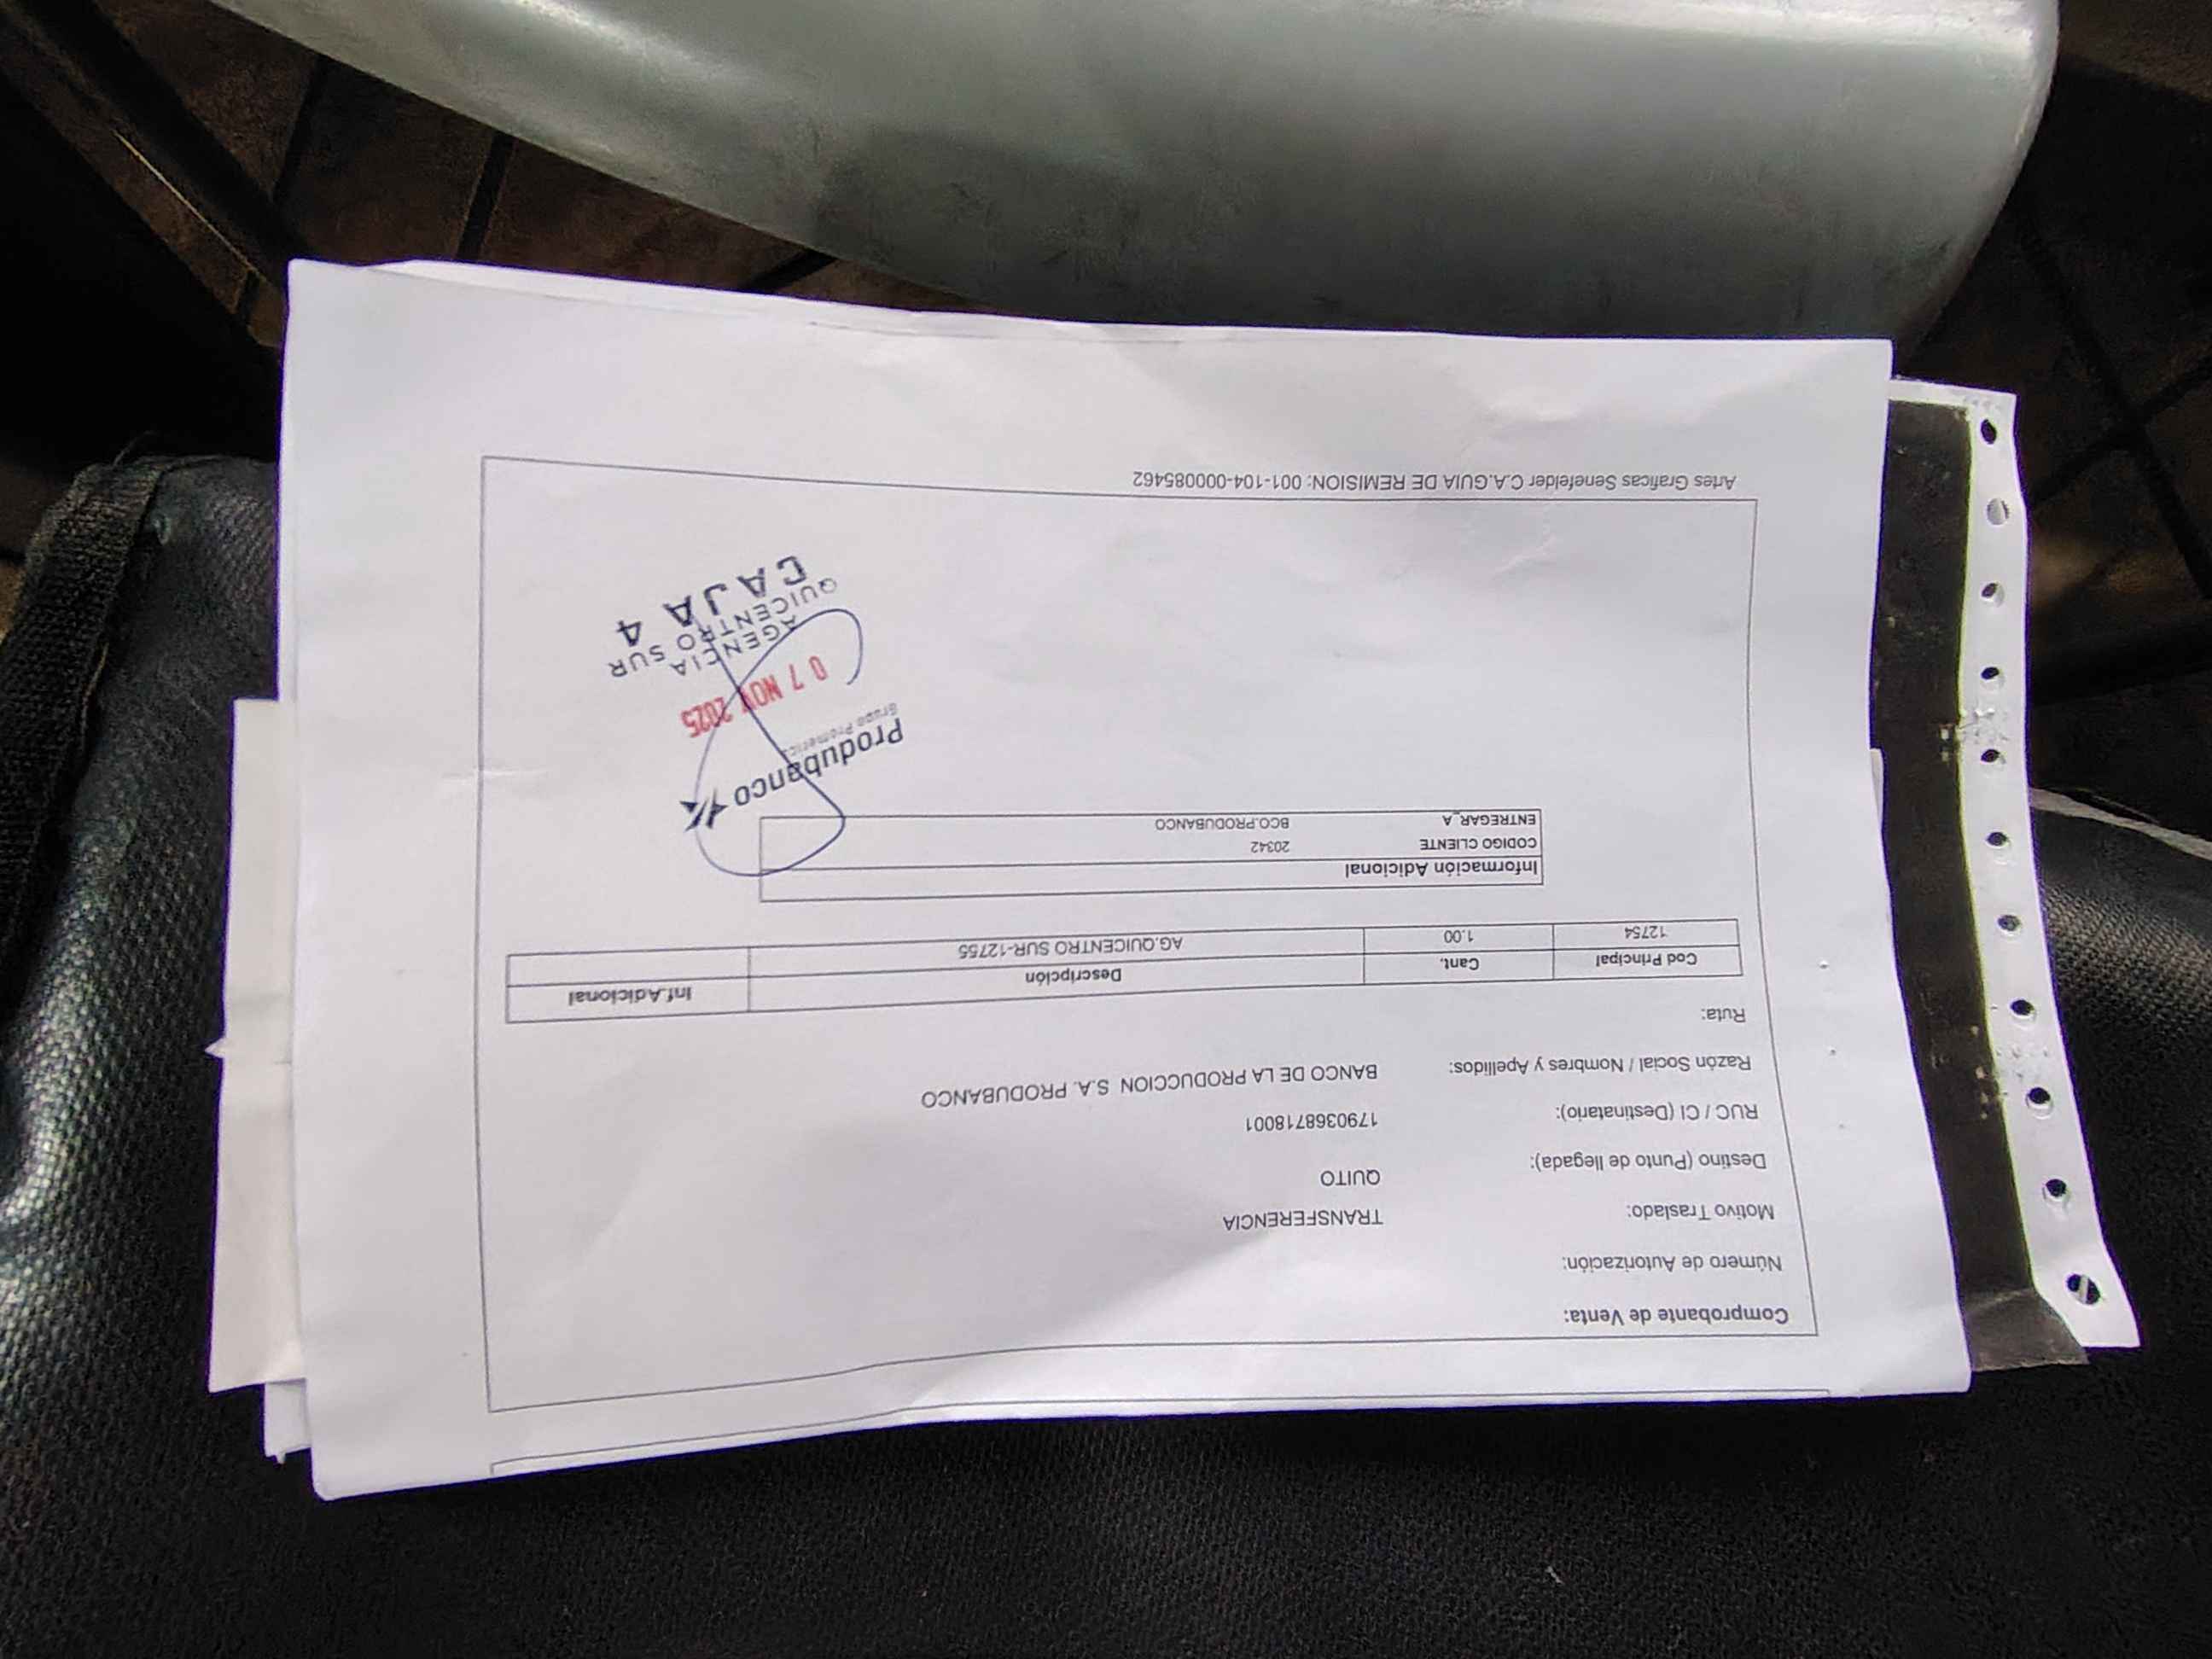 Comprobante de Venta:
Número de Autorización:
Motivo Traslado: TRANSFERENCIA
Destino (Punto de llegada): QUITO
RUC / CI (Destinatario): 1790368718001
Razón Social / Nombres y Apellidos: BANCO DE LA PRODUCCION S.A. PRODUBANCO
Ruta:
Cod Principal Cant. Descripción Inf.Adicional
12754 1.00 AG.QUICENTRO SUR-12755
Información Adicional
CODIGO CLIENTE 20342
ENTREGAR_A BCO.PRODUBANCO
Produbanco
Grupo Promerica
07 NOV 2025
AGENCIA
QUICENTRO SUR
CAJA 4
Artes Graficas Senefelder C.A.GUIA DE REMISION: 001-104-000085462